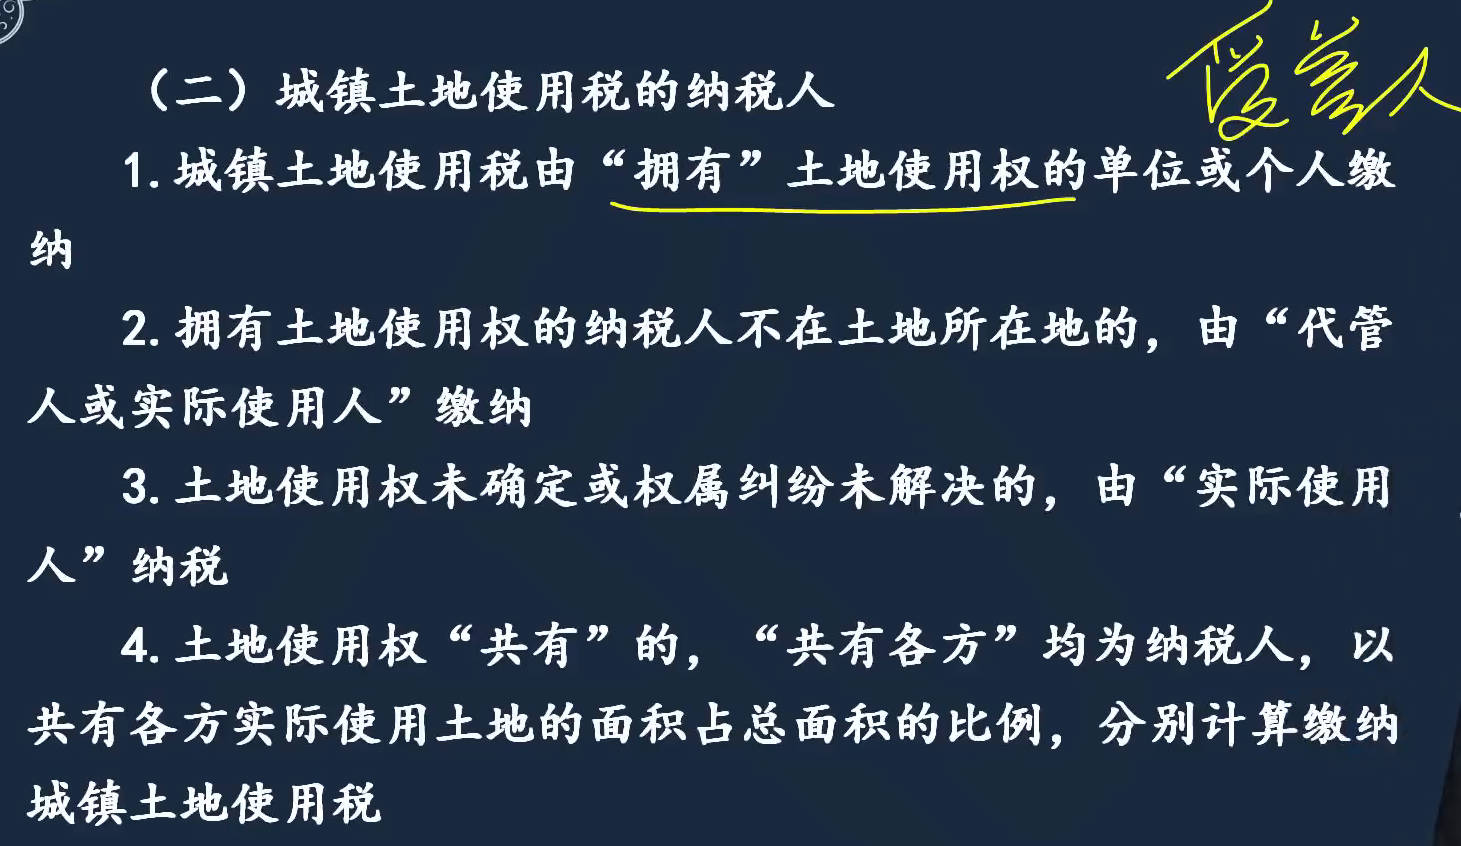 受益人
（二）城镇土地使用税的纳税人
1.城镇土地使用税由“拥有”土地使用权的单位或个人缴
纳
2.拥有土地使用权的纳税人不在土地所在地的，由“代管
人或实际使用人”缴纳
3.土地使用权未确定或权属纠纷未解决的，由“实际使用
人”纳税
4.土地使用权“共有”的，“共有各方”均为纳税人，以
共有各方实际使用土地的面积占总面积的比例，分别计算缴纳
城镇土地使用税